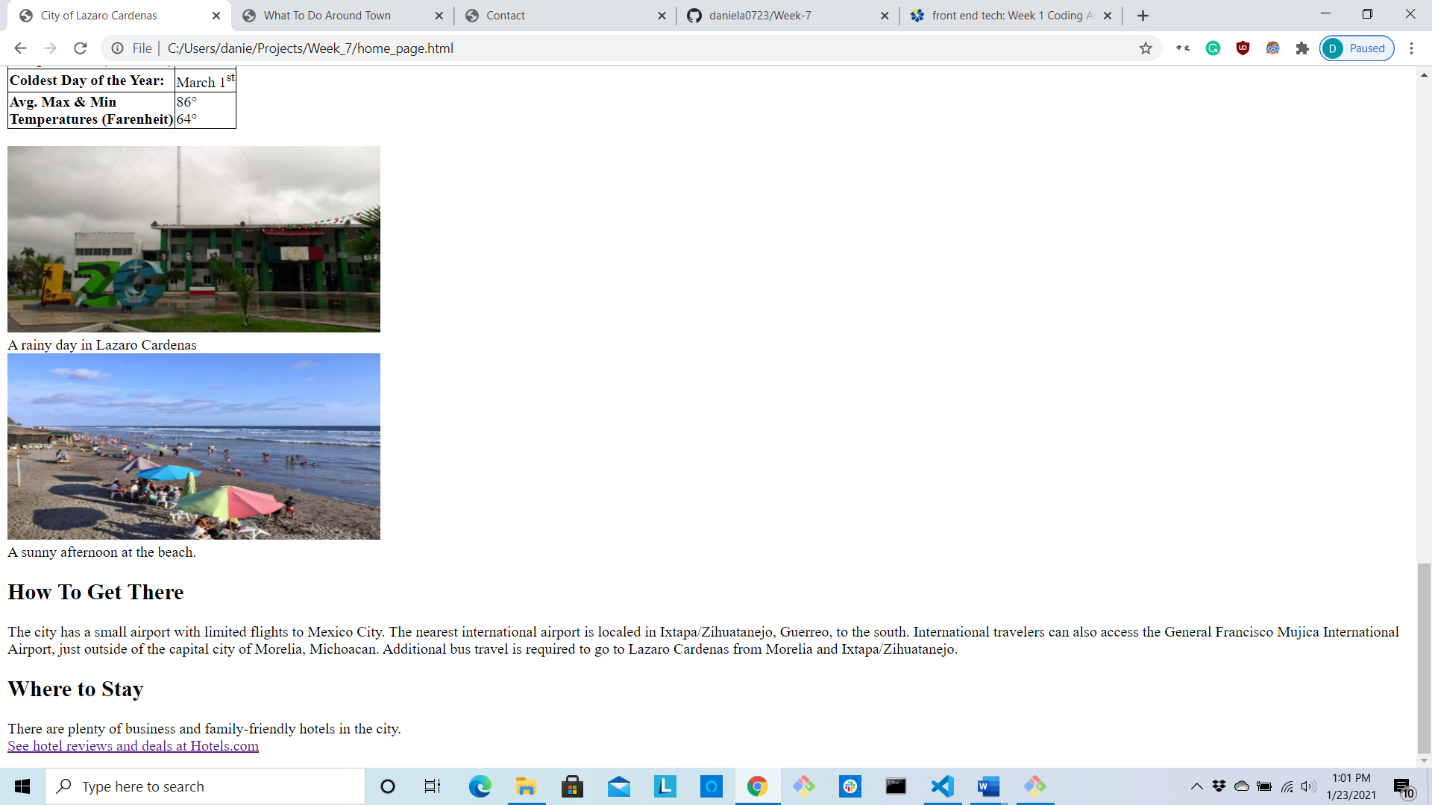 City of Lazaro Cardenas
What To Do Around Town
Contact
daniela0723/Week-7
front end tech: Week 1 Coding A
File
C:/Users/danie/Projects/Week_7/home_page.html
D Paused
Coldest Day of the Year: March 1st
Avg. Max & Min 86°
Temperatures (Farenheit) 64°
LZC
A rainy day in Lazaro Cardenas
A sunny afternoon at the beach.
How To Get There
The city has a small airport with limited flights to Mexico City. The nearest international airport is localed in Ixtapa/Zihuatanejo, Guerreo, to the south. International travelers can also access the General Francisco Mujica International
Airport, just outside of the capital city of Morelia, Michoacan. Additional bus travel is required to go to Lazaro Cardenas from Morelia and Ixtapa/Zihuatanejo.
Where to Stay
There are plenty of business and family-friendly hotels in the city.
See hotel reviews and deals at Hotels.com
Type here to search
1:01 PM
1/23/2021
10